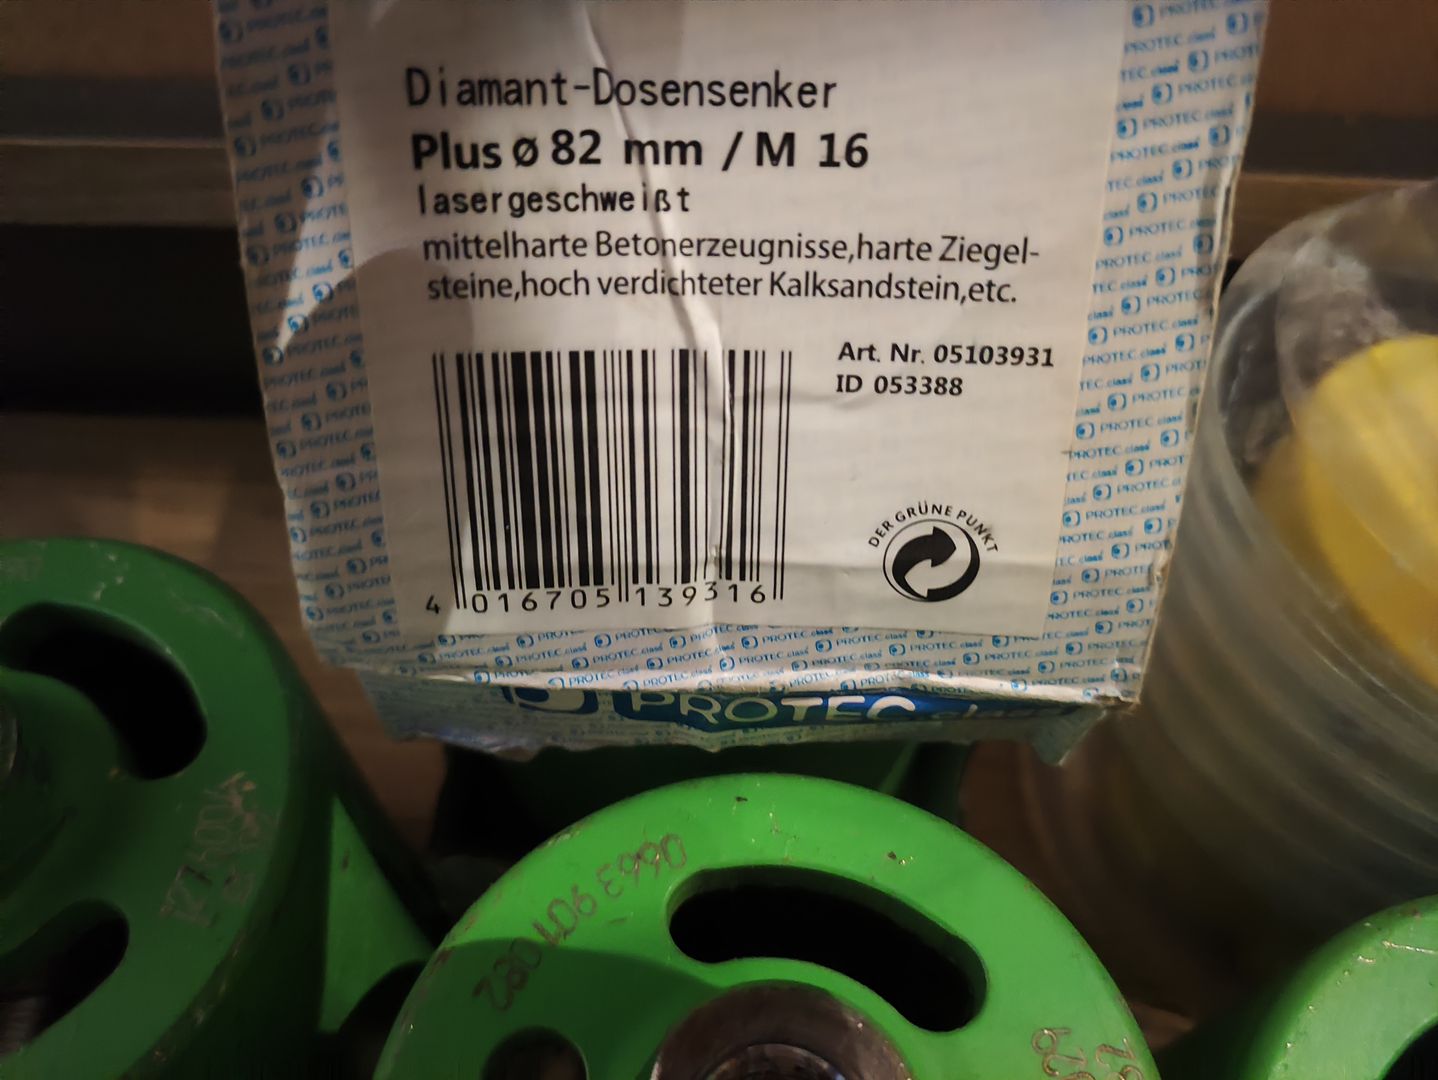 Diamant-Dosensenker
Plus ø 82 mm / M 16
lasergeschweißt
mittelharte Betonerzeugnisse,harte Ziegel-
steine,hoch verdichteter Kalksandstein,etc.
Art. Nr. 05103931
ID 053388
DER GRÜNE PUNKT
4 016705 139316
PROTEC.class